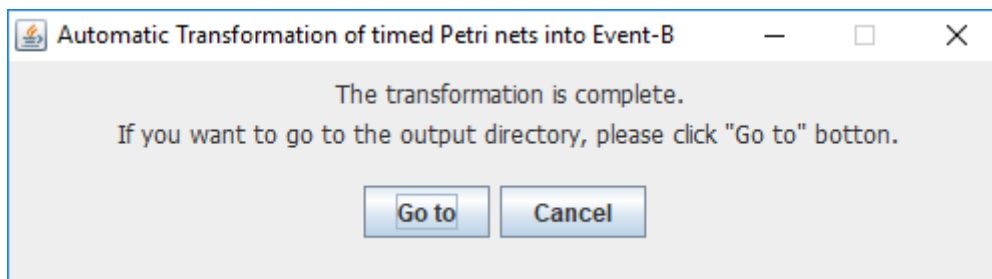 Automatic Transformation of timed Petri nets into Event-B
The transformation is complete.
If you want to go to the output directory, please click "Go to" botton.
Go to Cancel